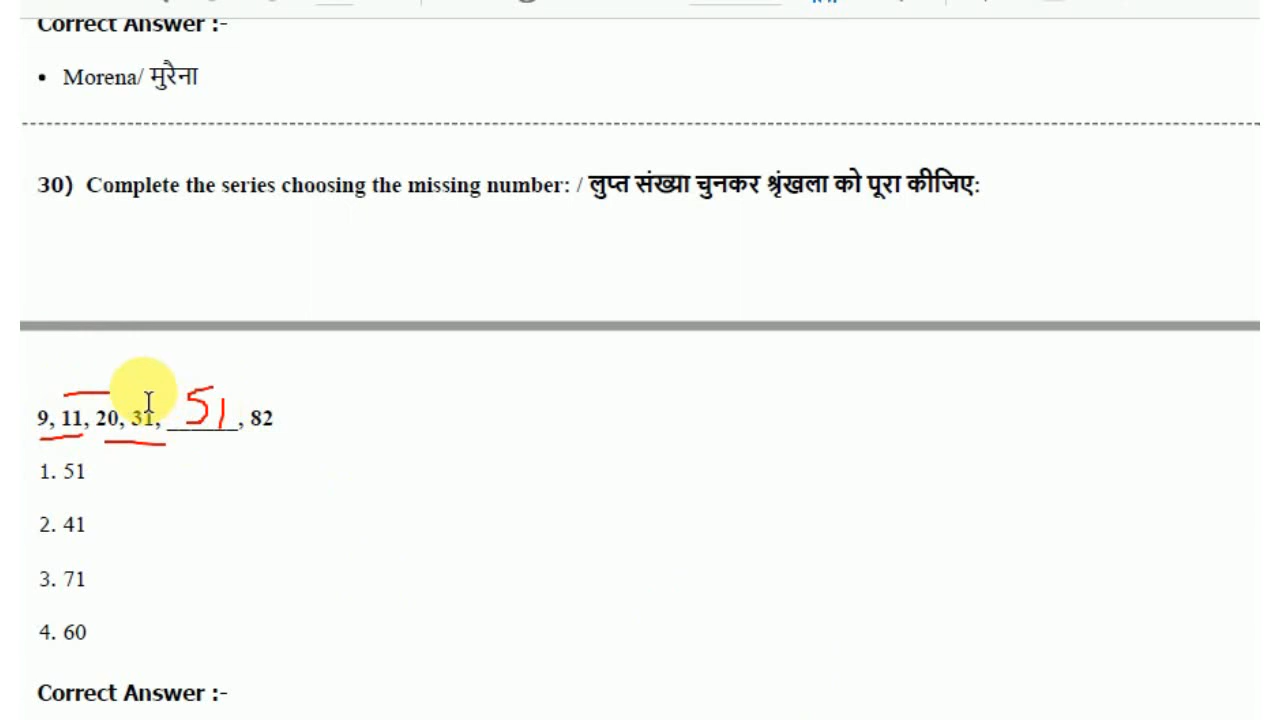 Correct Answer :-
• Morena/ मुरैना
30) Complete the series choosing the missing number: / लुप्त संख्या चुनकर श्रृंखला को पूरा कीजिए:
9, 11, 20, 31, 51, 82
1. 51
2. 41
3. 71
4. 60
Correct Answer :-